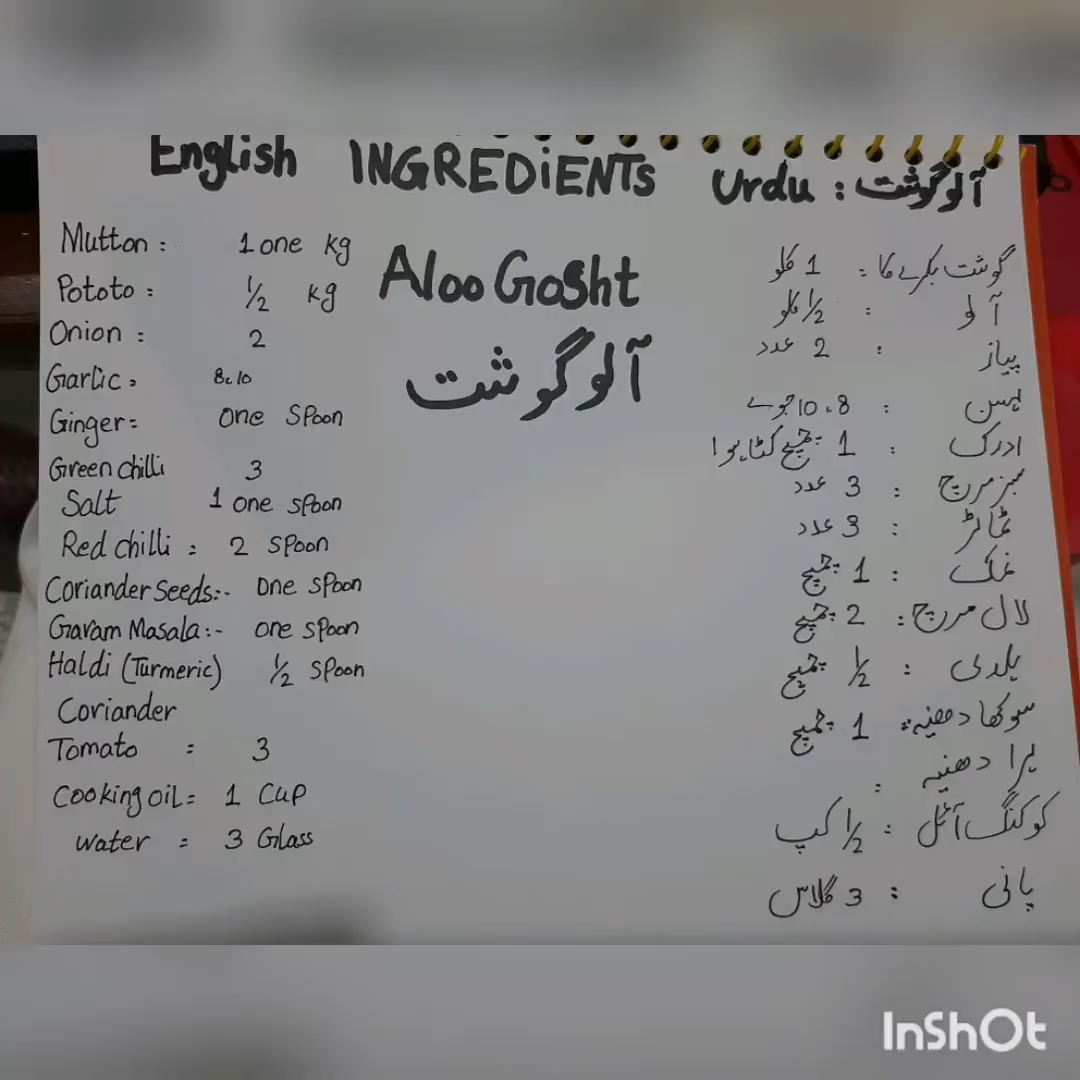 English INGREDiENTs Urdu : آلو گوشت
Aloo Gosht
آلو گوشت
Mutton : 1 one kg
Pototo : 1/2 kg
Onion : 2
Garlic : 8،10
Ginger = one spoon
Green chilli 3
Salt 1 one spoon
Red chilli : 2 spoon
Coriander Seeds:- one spoon
Garam Masala:- one spoon
Haldi (Turmeric) 1/2 spoon
Coriander
Tomato : 3
Cooking oil = 1 Cup
water = 3 Glass
گوشت بکرے کا : 1 کلو
آلو : 1/2 کلو
پیاز : 2 عدد
لہسن : 8، 10 جوے
ادرک : 1 چمچ کٹا ہوا
سبز مرچ : 3 عدد
ٹماٹر : 3 عدد
نمک : 1 چمچ
لال مرچ : 2 چمچ
ہلدی : 1/2 چمچ
سوکھا دھنیہ : 1 چمچ
ہرا دھنیہ :
کوکنگ آئل : 1/2 کپ
پانی : 3 گلاس
InShOt